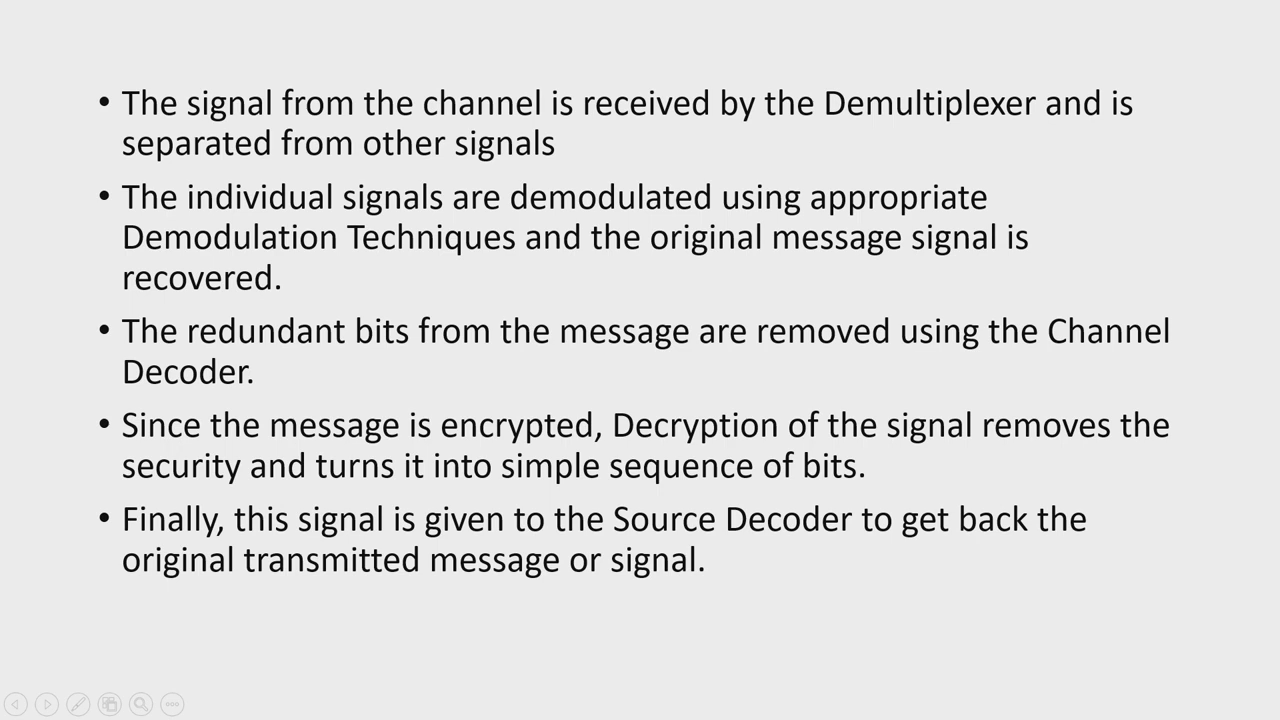 • The signal from the channel is received by the Demultiplexer and is
separated from other signals
• The individual signals are demodulated using appropriate
Demodulation Techniques and the original message signal is
recovered.
• The redundant bits from the message are removed using the Channel
Decoder.
• Since the message is encrypted, Decryption of the signal removes the
security and turns it into simple sequence of bits.
• Finally, this signal is given to the Source Decoder to get back the
original transmitted message or signal.